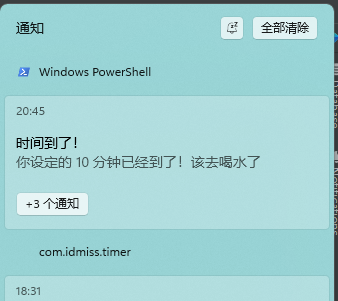 通知
全部清除
Windows PowerShell
20:45
时间到了！
你设定的 10 分钟已经到了！该去喝水了
+3 个通知
com.idmiss.timer
18:31